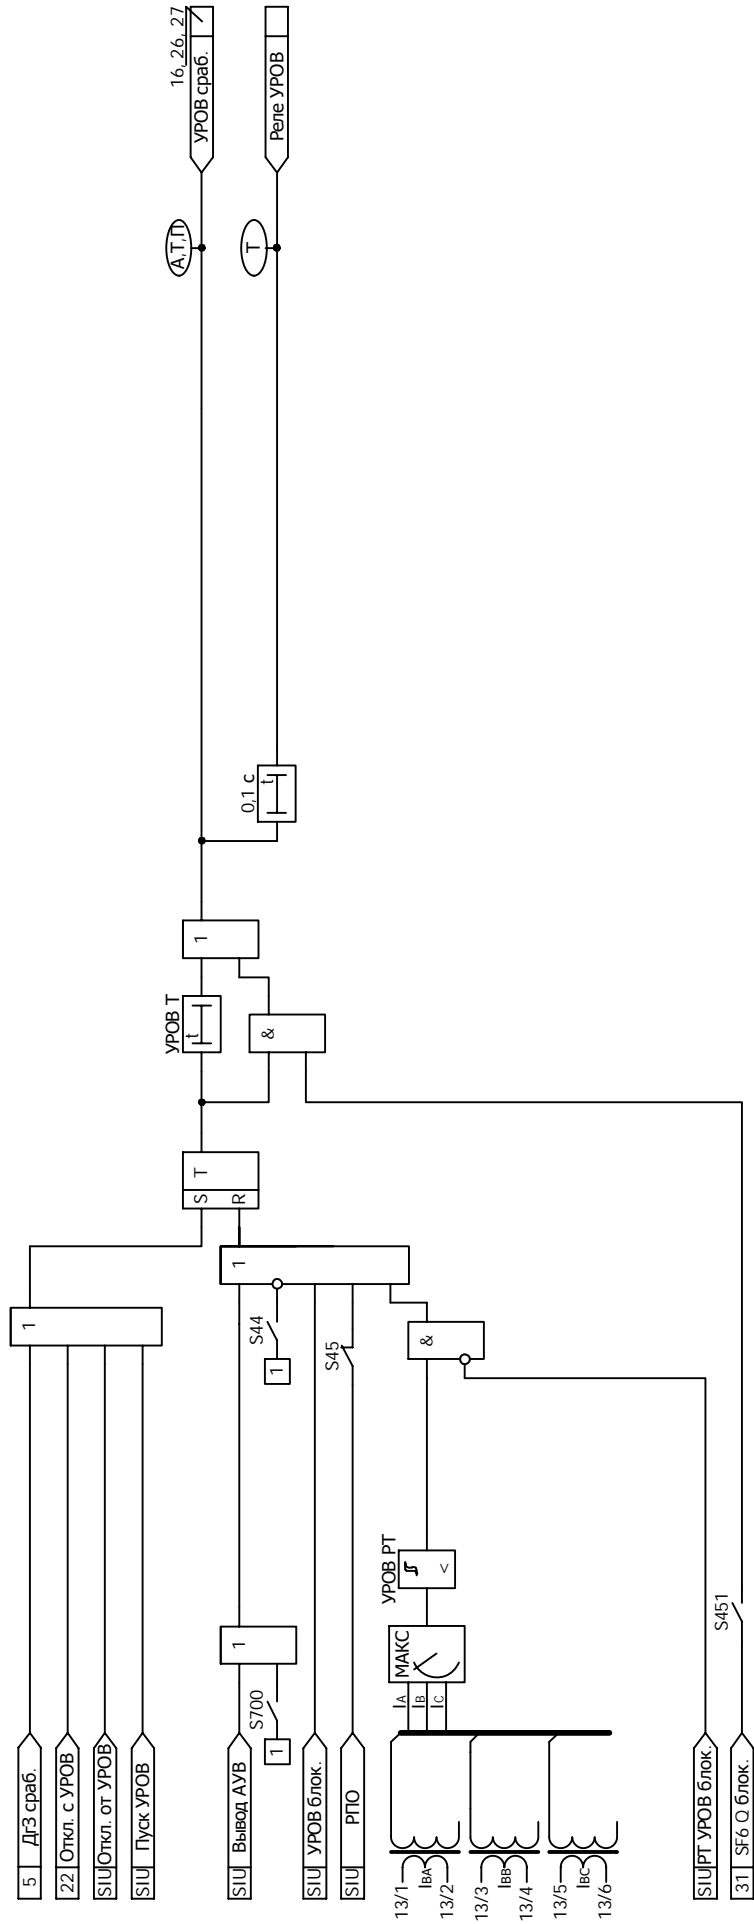 5 ДгЗ сраб.
22 Откл. с УРОВ
SIU Откл. от УРОВ
SIU Пуск УРОВ
1
SIU Вывод АУВ
1 S700
1
SIU УРОВ блок.
SIU РПО
S45
1 S44
1
S T
R
УРОВ T
t
&
1
0,1 с
t
А,Т,П
УРОВ сраб.
16, 26, 27
Т
Реле УРОВ
13/1
IВА
13/2
13/3
IВВ
13/4
13/5
IВС
13/6
IA
IB
IC
МАКС
УРОВ РТ
<
&
SIU РТ УРОВ блок.
31 SF6 Q блок.
S451